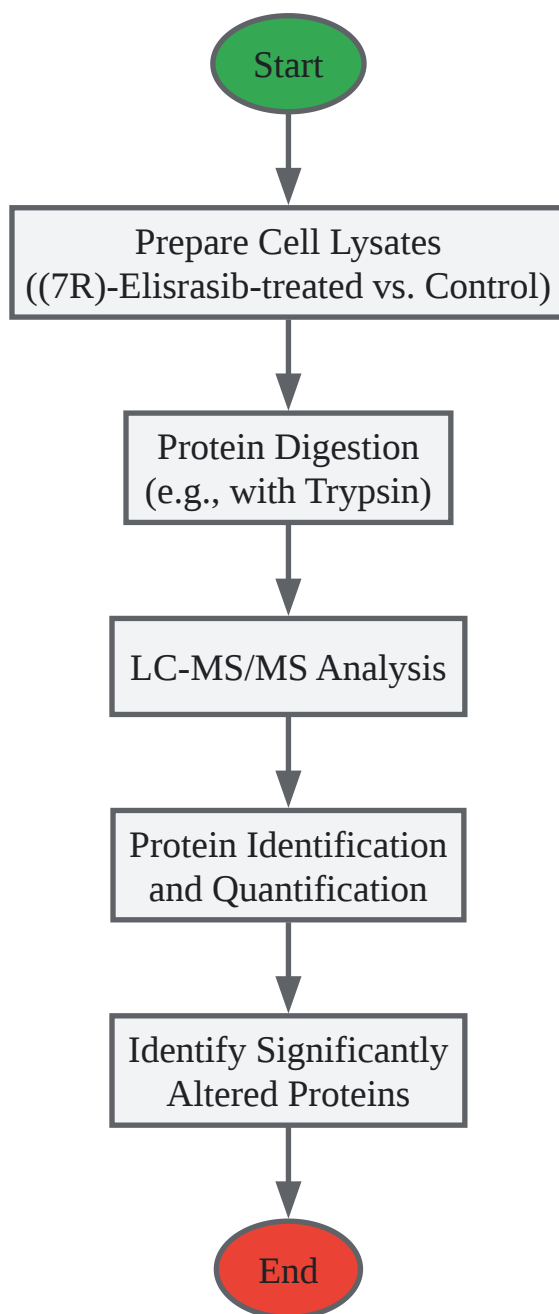 Start
Prepare Cell Lysates
((7R)-Elisrasib-treated vs. Control)
Protein Digestion
(e.g., with Trypsin)
LC-MS/MS Analysis
Protein Identification
and Quantification
Identify Significantly
Altered Proteins
End